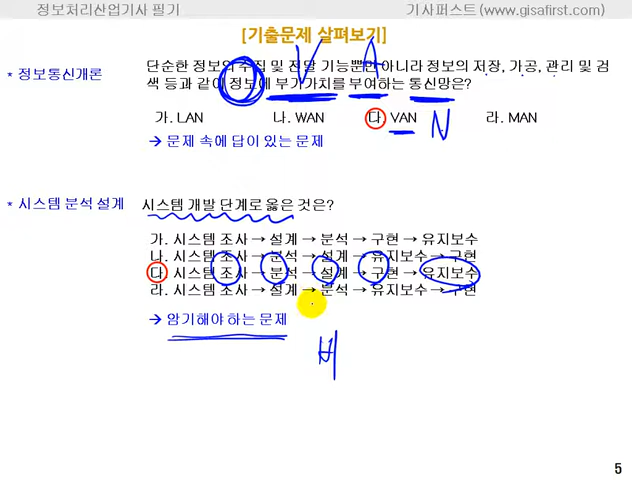 정보처리산업기사 필기
기사퍼스트(www.gisafirst.com)
[기출문제 살펴보기]
* 정보통신개론
단순한 정보의 수집 및 전달 기능뿐만 아니라 정보의 저장, 가공, 관리 및 검
색 등과 같이 정보에 부가가치를 부여하는 통신망은?
가. LAN 나. WAN 다. VAN 라. MAN
→ 문제 속에 답이 있는 문제
V A N
* 시스템 분석 설계
시스템 개발 단계로 옳은 것은?
가. 시스템 조사 → 설계 → 분석 → 구현 → 유지보수
나. 시스템 조사 → 분석 → 설계 → 유지보수 → 구현
다. 시스템 조사 → 분석 → 설계 → 구현 → 유지보수
라. 시스템 조사 → 설계 → 분석 → 유지보수 → 구현
→ 암기해야 하는 문제
5